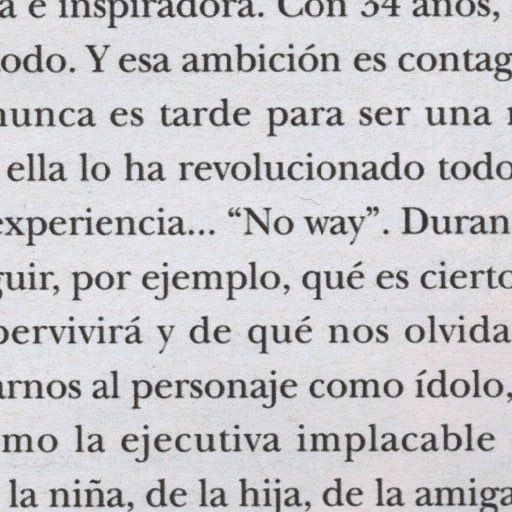 a e inspiradora. Con 34 años,
odo. Y esa ambición es contag
nunca es tarde para ser una
ella lo ha revolucionado todo
experiencia... “No way”. Duran
guir, por ejemplo, qué es cierto
pervivirá y de qué nos olvida
arnos al personaje como ídolo,
mo la ejecutiva implacable
la niña, de la hija, de la amiga